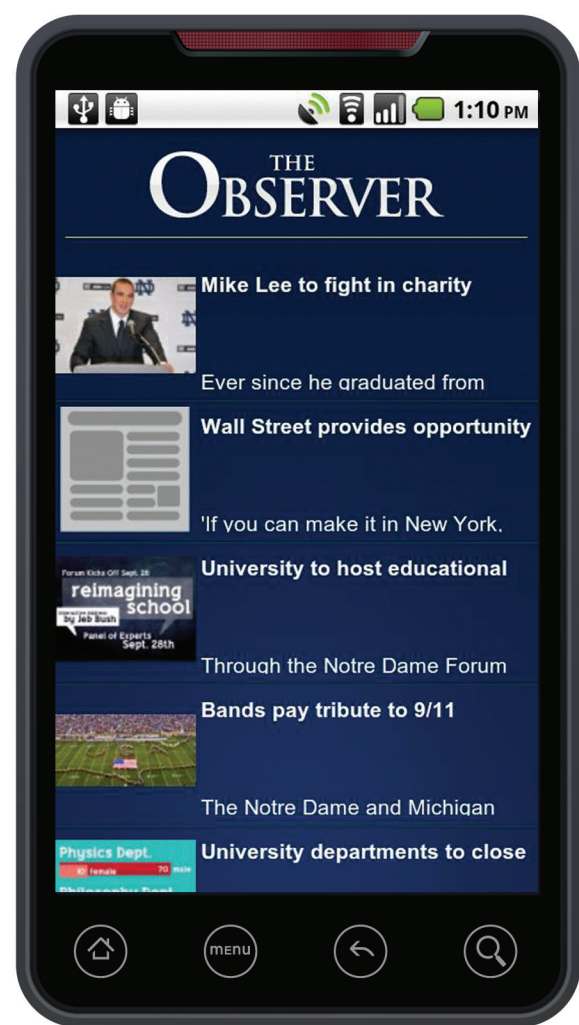 1:10 PM
THE
OBSERVER
Mike Lee to fight in charity
Ever since he graduated from
Wall Street provides opportunity
'If you can make it in New York,
Forum Kicks Off Sept. 26
reimagining
school
by Jeb Bush
Panel of Experts
Sept. 28th
University to host educational
Through the Notre Dame Forum
Bands pay tribute to 9/11
The Notre Dame and Michigan
Physics Dept.
10 female 70 male
Philosophy Dept.
University departments to close
MENU